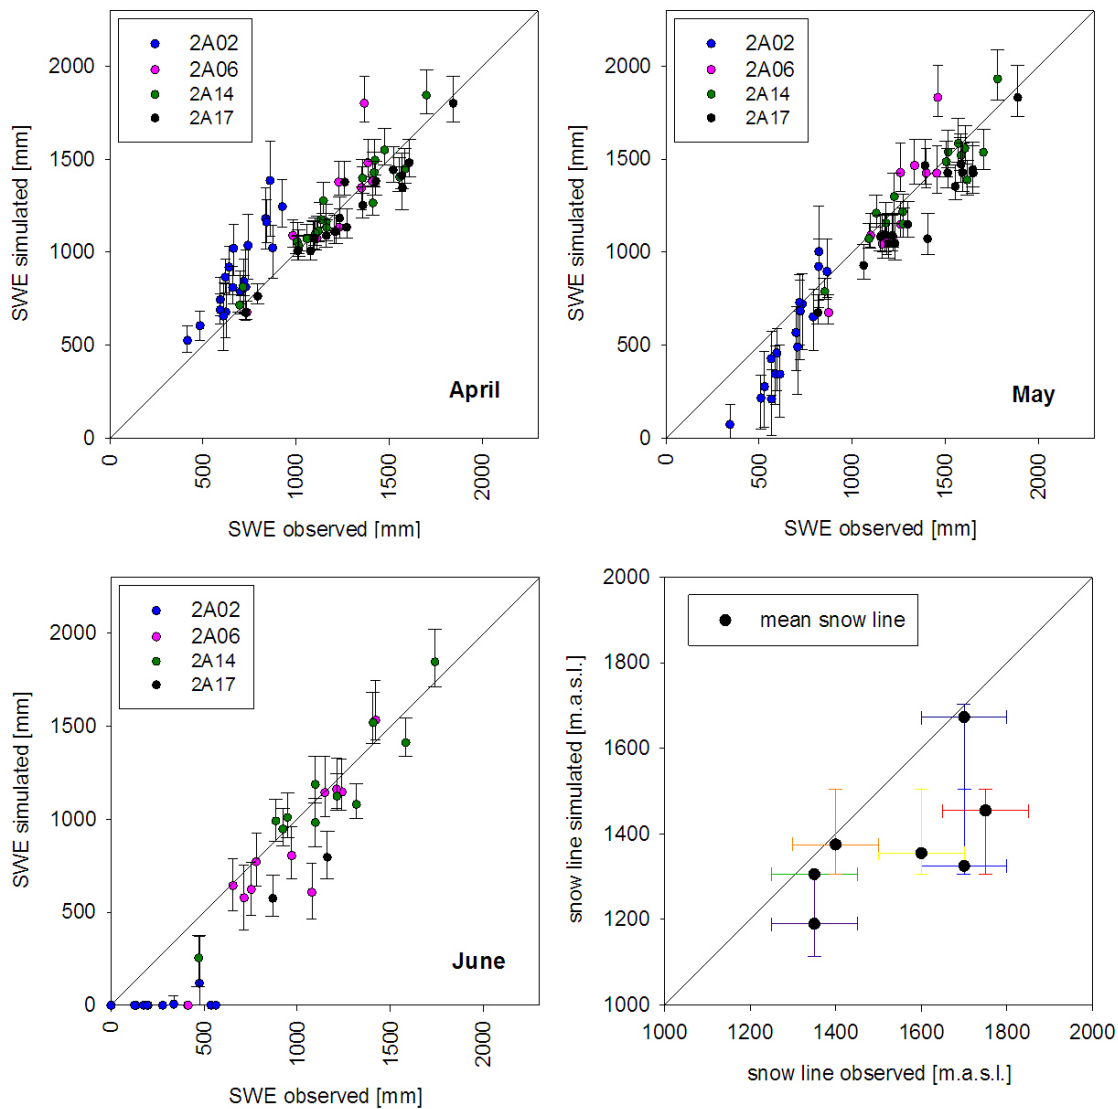 2A02
2A06
2A14
2A17
SWE simulated [mm]
2000
1500
1000
500
0
April
0
500
1000
1500
2000
SWE observed [mm]
2A02
2A06
2A14
2A17
SWE simulated [mm]
2000
1500
1000
500
0
May
0
500
1000
1500
2000
SWE observed [mm]
2A02
2A06
2A14
2A17
SWE simulated [mm]
2000
1500
1000
500
0
June
0
500
1000
1500
2000
SWE observed [mm]
mean snow line
snow line simulated [m.a.s.l.]
2000
1800
1600
1400
1200
1000
1000 1200 1400 1600 1800 2000
snow line observed [m.a.s.l.]